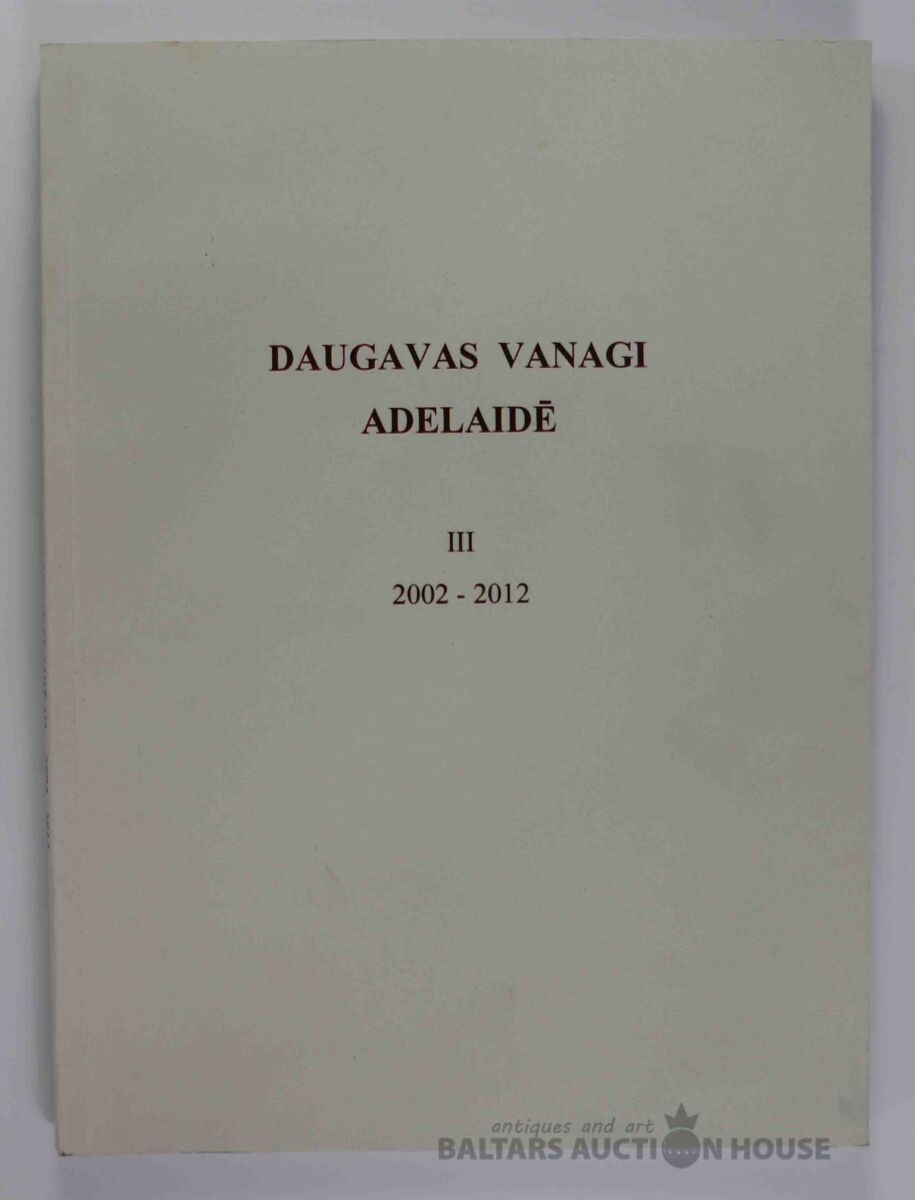 DAUGAVAS VANAGI
ADELAIDĒ
III
2002 - 2012
antiques and art
BALTARS AUCTION HOUSE